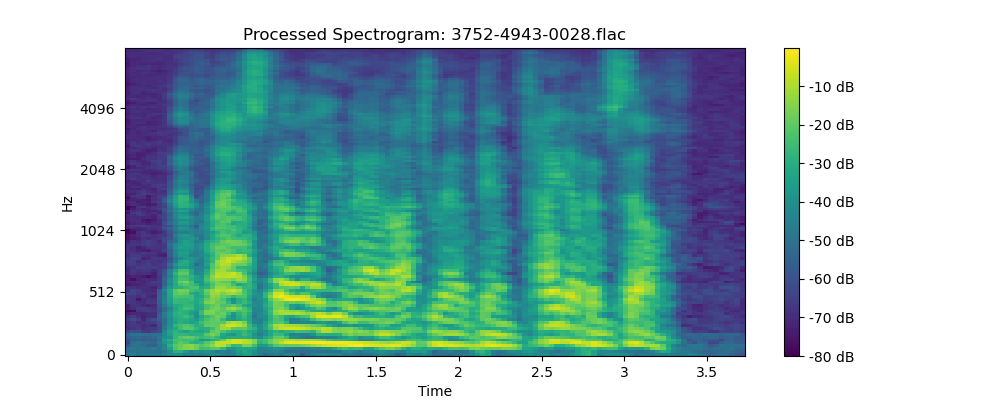 Processed Spectrogram: 3752-4943-0028.flac
Hz
4096
2048
1024
512
0
0
0.5
1
1.5
2
2.5
3
3.5
Time
-10 dB
-20 dB
-30 dB
-40 dB
-50 dB
-60 dB
-70 dB
-80 dB